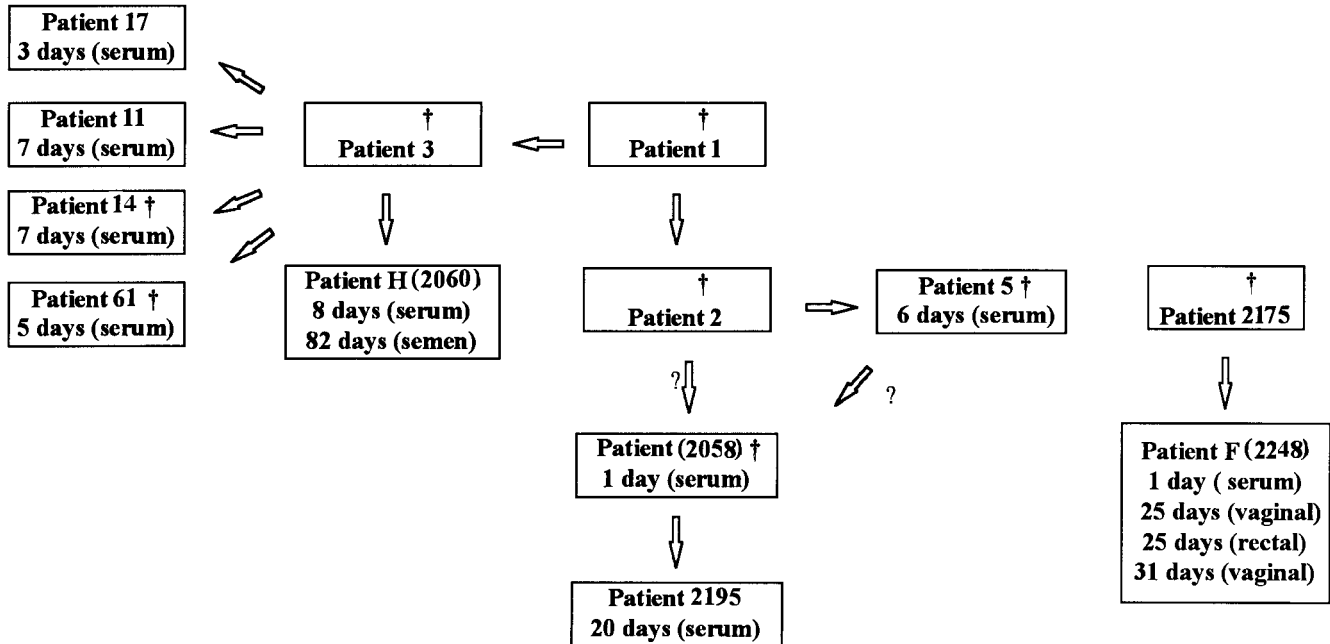 Patient 17
3 days (serum)
Patient 11
7 days (serum)
Patient 14 †
7 days (serum)
Patient 61 †
5 days (serum)
†
Patient 3
†
Patient 1
Patient H (2060)
8 days (serum)
82 days (semen)
†
Patient 2
Patient 5 †
6 days (serum)
†
Patient 2175
?
?
Patient (2058) †
1 day (serum)
Patient F (2248)
1 day ( serum)
25 days (vaginal)
25 days (rectal)
31 days (vaginal)
Patient 2195
20 days (serum)